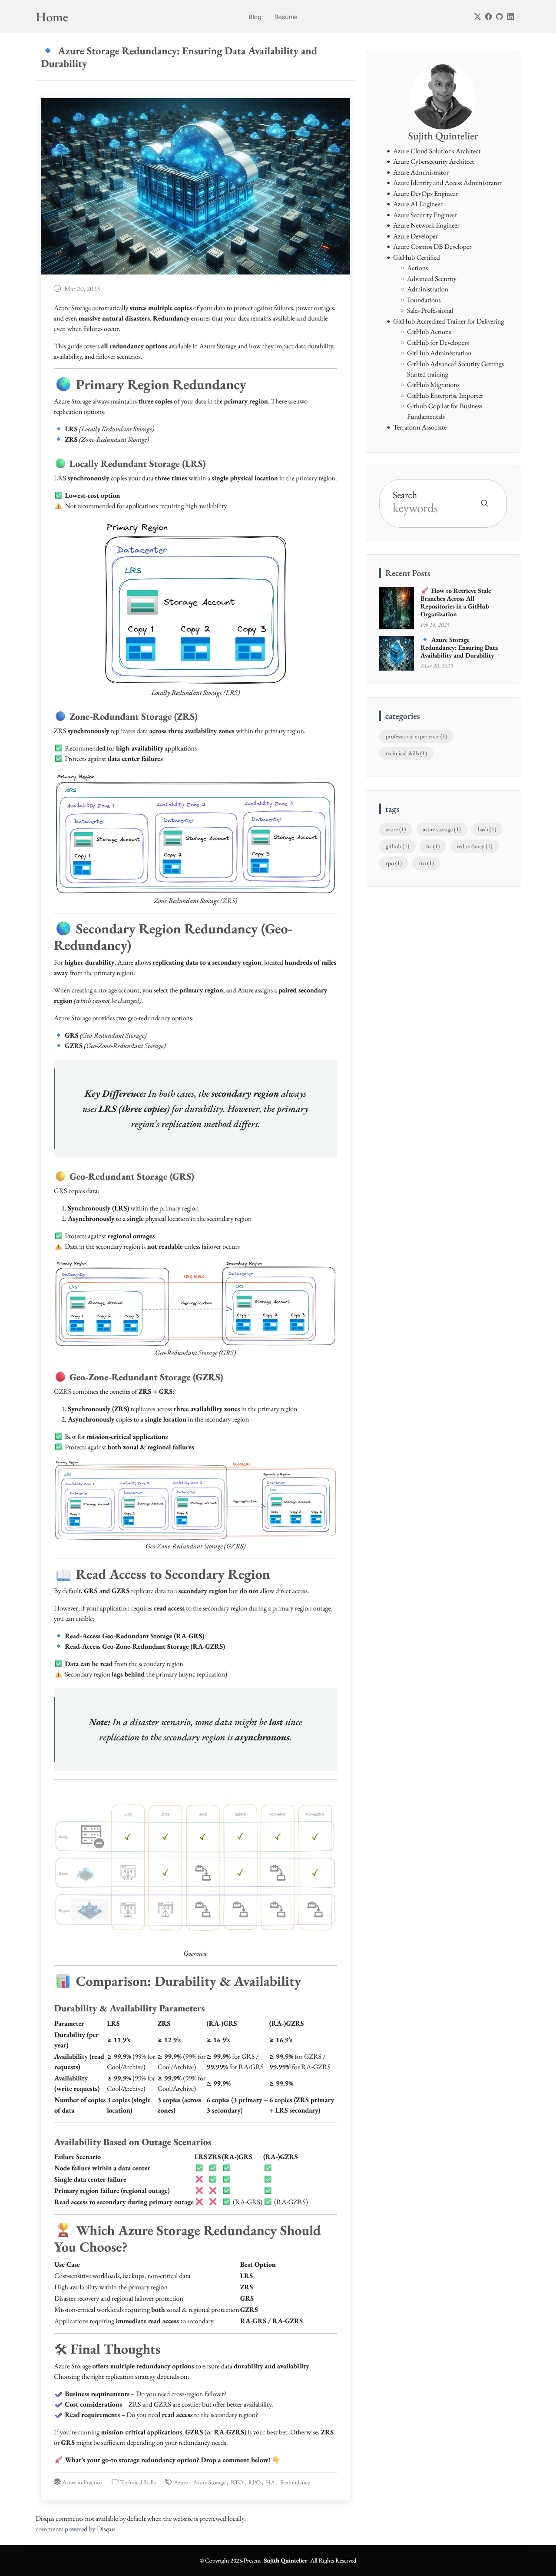 Home
Blog
Resume
🔹 Azure Storage Redundancy: Ensuring Data Availability and
Durability
Mar 20, 2023
Azure Storage automatically stores multiple copies of your data to protect against failures, power outages,
and even massive natural disasters. Redundancy ensures that your data remains available and durable
even when failures occur.
This guide covers all redundancy options available in Azure Storage and how they impact data durability,
availability, and failover scenarios.
🌎 Primary Region Redundancy
Azure Storage always maintains three copies of your data in the primary region. There are two
replication options:
🔹 LRS (Locally Redundant Storage)
🔹 ZRS (Zone-Redundant Storage)
🟢 Locally Redundant Storage (LRS)
LRS synchronously copies your data three times within a single physical location in the primary region.
✅ Lowest-cost option
⚠️ Not recommended for applications requiring high availability
Primary Region
Datacenter
LRS
Storage Account
Copy 1
Copy 2
Copy 3
Locally Redundant Storage (LRS)
🔵 Zone-Redundant Storage (ZRS)
ZRS synchronously replicates data across three availability zones within the primary region.
✅ Recommended for high-availability applications
✅ Protects against data center failures
Primary Region
ZRS
Availability Zone 1
Availability Zone 2
Availability Zone 3
Datacenter
Datacenter
Datacenter
Storage Account
Storage Account
Storage Account
Copy 1
Copy 2
Copy 3
Zone Redundant Storage (ZRS)
🌎 Secondary Region Redundancy (Geo-
Redundancy)
For higher durability, Azure allows replicating data to a secondary region, located hundreds of miles
away from the primary region.
When creating a storage account, you select the primary region, and Azure assigns a paired secondary
region (which cannot be changed).
Azure Storage provides two geo-redundancy options:
🔹 GRS (Geo-Redundant Storage)
🔹 GZRS (Geo-Zone-Redundant Storage)
Key Difference: In both cases, the secondary region always
uses LRS (three copies) for durability. However, the primary
region's replication method differs.
🟡 Geo-Redundant Storage (GRS)
GRS copies data:
1. Synchronously (LRS) within the primary region
2. Asynchronously to a single physical location in the secondary region
✅ Protects against regional outages
⚠️ Data in the secondary region is not readable unless failover occurs
Primary Region
Secondary Region
Datacenter
Datacenter
LRS
LRS
Storage Account
Geo-replication
Storage Account
Copy 1
Copy 2
Copy 3
Copy 1
Copy 2
Copy 3
Geo-Redundant Storage (GRS)
🔴 Geo-Zone-Redundant Storage (GZRS)
GZRS combines the benefits of ZRS + GRS:
1. Synchronously (ZRS) replicates across three availability zones in the primary region
2. Asynchronously copies to a single location in the secondary region
✅ Best for mission-critical applications
✅ Protects against both zonal & regional failures
Primary Region
Secondary Region
Geo-Zone-Redundant Storage (GZRS)
📖 Read Access to Secondary Region
By default, GRS and GZRS replicate data to a secondary region but do not allow direct access.
However, if your application requires read access to the secondary region during a primary region outage,
you can enable:
🔹 Read-Access Geo-Redundant Storage (RA-GRS)
🔹 Read-Access Geo-Zone-Redundant Storage (RA-GZRS)
✅ Data can be read from the secondary region
⚠️ Secondary region lags behind the primary (async replication)
Note: In a disaster scenario, some data might be lost since
replication to the secondary region is asynchronous.
Overview
📊 Comparison: Durability & Availability
Durability & Availability Parameters
Parameter LRS ZRS (RA-)GRS (RA-)GZRS
Durability (per year) ≥ 11 9's ≥ 12 9's ≥ 16 9's ≥ 16 9's
Availability (read requests) ≥ 99.9% (99% for Cool/Archive) ≥ 99.9% (99% for Cool/Archive) ≥ 99.9% for GRS / 99.99% for RA-GRS ≥ 99.9% for GZRS / 99.99% for RA-GZRS
Availability (write requests) ≥ 99.9% (99% for Cool/Archive) ≥ 99.9% (99% for Cool/Archive) ≥ 99.9% ≥ 99.9%
Number of copies of data 3 copies (single location) 3 copies (across zones) 6 copies (3 primary + 3 secondary) 6 copies (ZRS primary + LRS secondary)
Availability Based on Outage Scenarios
Failure Scenario LRS ZRS (RA-)GRS (RA-)GZRS
Node failure within a data center ✅ ✅ ✅ ✅
Single data center failure ❌ ✅ ✅ ✅
Primary region failure (regional outage) ❌ ❌ ✅ ✅
Read access to secondary during primary outage ❌ ❌ ✅ (RA-GRS) ✅ (RA-GZRS)
🏆 Which Azure Storage Redundancy Should
You Choose?
Use Case Best Option
Cost-sensitive workloads, backups, non-critical data LRS
High availability within the primary region ZRS
Disaster recovery and regional failover protection GRS
Mission-critical workloads requiring both zonal & regional protection GZRS
Applications requiring immediate read access to secondary RA-GRS / RA-GZRS
🛠 Final Thoughts
Azure Storage offers multiple redundancy options to ensure data durability and availability.
Choosing the right replication strategy depends on:
✔️ Business requirements – Do you need cross-region failover?
✔️ Cost considerations – ZRS and GZRS are costlier but offer better availability.
✔️ Read requirements – Do you need read access to the secondary region?
If you're running mission-critical applications, GZRS (or RA-GZRS) is your best bet. Otherwise, ZRS
or GRS might be sufficient depending on your redundancy needs.
🚀 What's your go-to storage redundancy option? Drop a comment below! 👇
Azure in Practice
Technical Skills
Azure , Azure Storage , RTO , RPO , HA , Redundancy
Disqus comments not available by default when the website is previewed locally.
comments powered by Disqus
Sujith Quintelier
Azure Cloud Solutions Architect
Azure Cybersecurity Architect
Azure Administrator
Azure Identity and Access Administrator
Azure DevOps Engineer
Azure AI Engineer
Azure Security Engineer
Azure Network Engineer
Azure Developer
Azure Cosmos DB Developer
GitHub Certified
Actions
Advanced Security
Administration
Foundations
Sales Professional
GitHub Accredited Trainer for Delivering
GitHub Actions
GitHub for Developers
GitHub Administration
GitHub Advanced Security Gettings
Started training
GitHub Migrations
GitHub Enterprise Importer
Github Copilot for Business
Fundamentals
Terraform Associate
Search
keywords
Recent Posts
🚀 How to Retrieve Stale
Branches Across All
Repositories in a GitHub
Organization
Feb 14, 2025
🔹 Azure Storage
Redundancy: Ensuring Data
Availability and Durability
Mar 20, 2023
categories
professional experience (1)
technical skills (1)
tags
azure (1)
azure storage (1)
bash (1)
github (1)
ha (1)
redundancy (1)
rpo (1)
rto (1)
© Copyright 2025-Present Sujith Quintelier All Rights Reserved